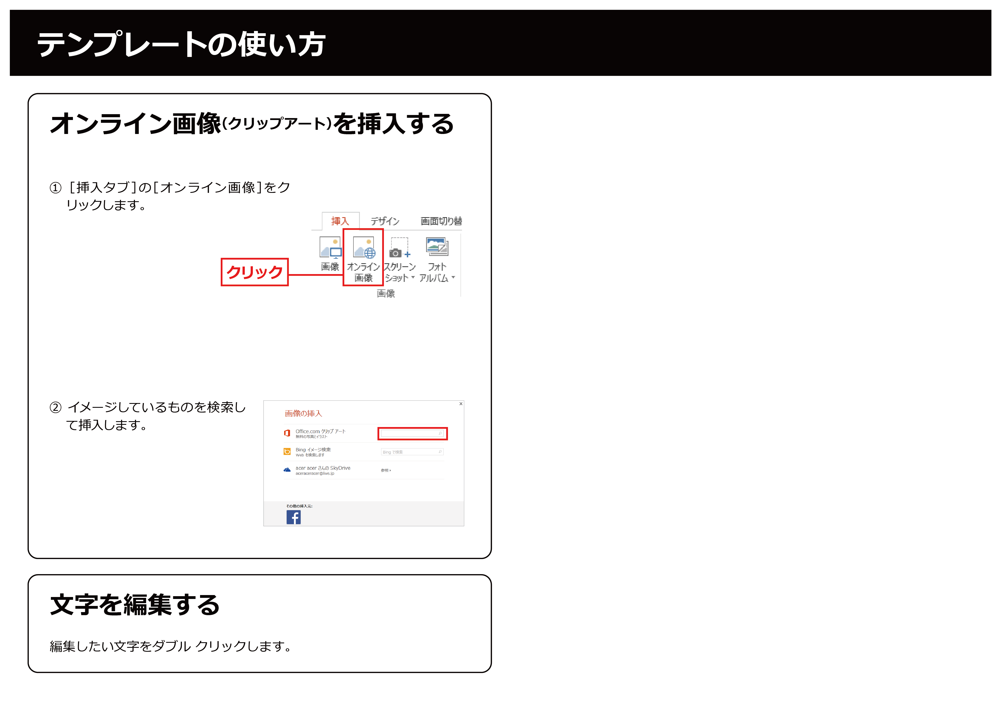 テンプレートの使い方
オンライン画像(クリップアート)を挿入する
① [挿入タブ]の[オンライン画像]をク
リックします。
挿入 デザイン 画面切り替
クリック
画像 オンライン スクリーン フォト
画像 ショット アルバム
画像
② イメージしているものを検索し
て挿入します。
x
画像の挿入
Office.com クリップ アート
無料の写真とイラスト
Bing イメージ検索
Web を検索します
Bing で検索
acer acer さんの SkyDrive
aceraceracer@live.jp
参照
その他の挿入元:
f
文字を編集する
編集したい文字をダブル クリックします。